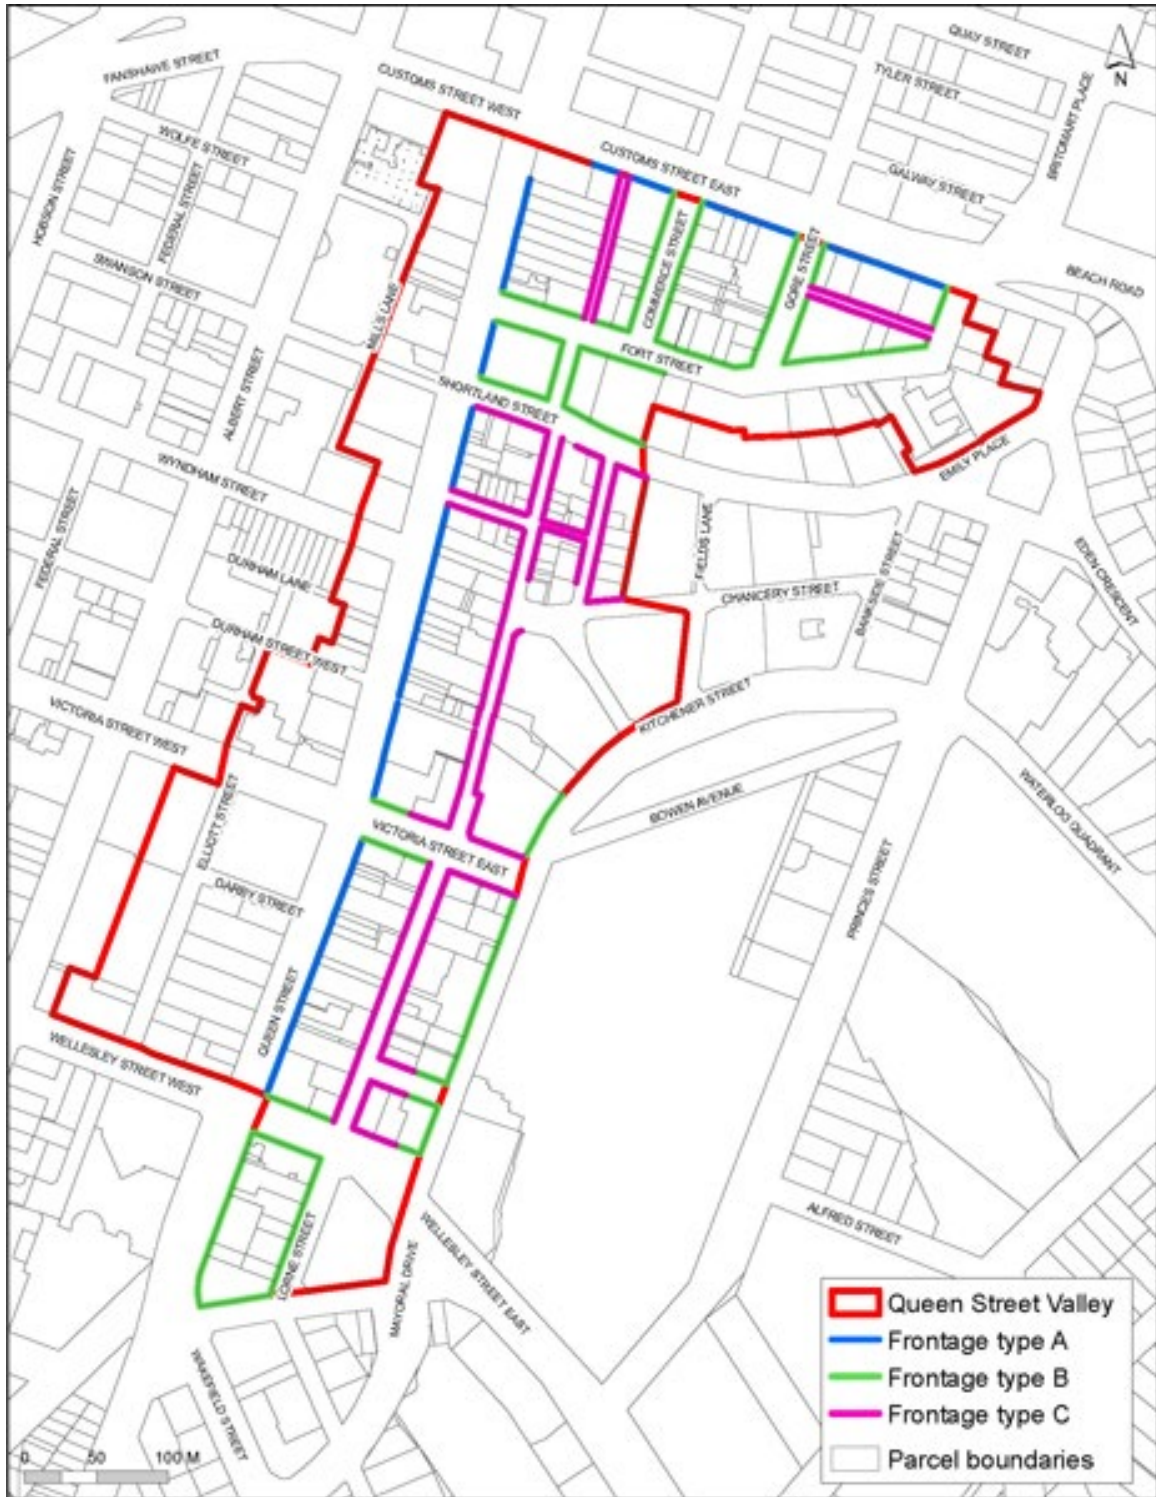 QUAY STREET
FANSHAWE STREET
CUSTOMS STREET WEST
TYLER STREET
N
BRITOMART PLACE
WOLFE STREET
CUSTOMS STREET EAST
GALWAY STREET
HOBSON STREET
FEDERAL STREET
SWANSON STREET
COMMERCE STREET
GORE STREET
BEACH ROAD
MILLS LANE
FORT STREET
ALBERT STREET
SHORTLAND STREET
EMILY PLACE
WYNDHAM STREET
FEDERAL STREET
FIELDS LANE
BANKSIDE STREET
EDEN CRESCENT
DURHAM LANE
CHANCERY STREET
DURHAM STREET WEST
KITCHENER STREET
VICTORIA STREET WEST
ELLIOTT STREET
BOWEN AVENUE
WATERLOO QUADRANT
VICTORIA STREET EAST
DARBY STREET
PRINCES STREET
QUEEN STREET
WELLESLEY STREET WEST
LORNE STREET
MAYORAL DRIVE
WELLESLEY STREET EAST
ALFRED STREET
WAKEFIELD STREET
Queen Street Valley
Frontage type A
Frontage type B
Frontage type C
Parcel boundaries
0 50 100 M